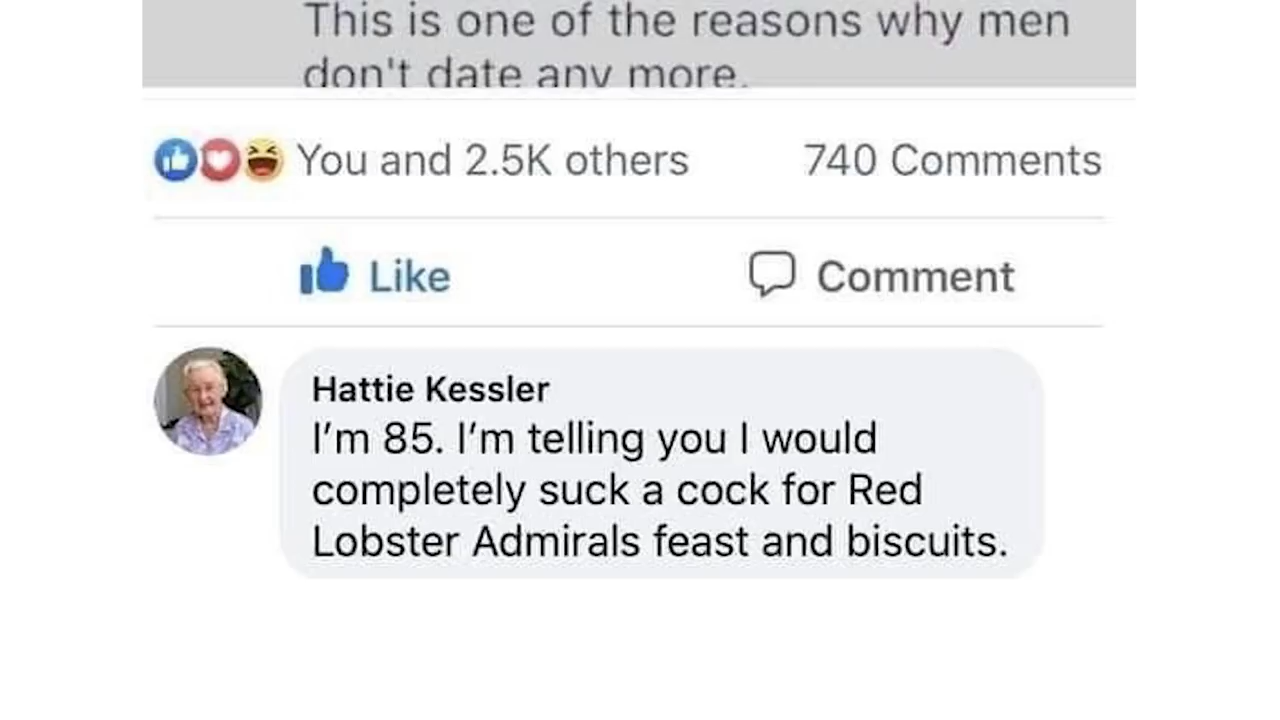 This is one of the reasons why men
don't date any more.
You and 2.5K others
740 Comments
Like
Comment
Hattie Kessler
I'm 85. I'm telling you I would
completely suck a cock for Red
Lobster Admirals feast and biscuits.